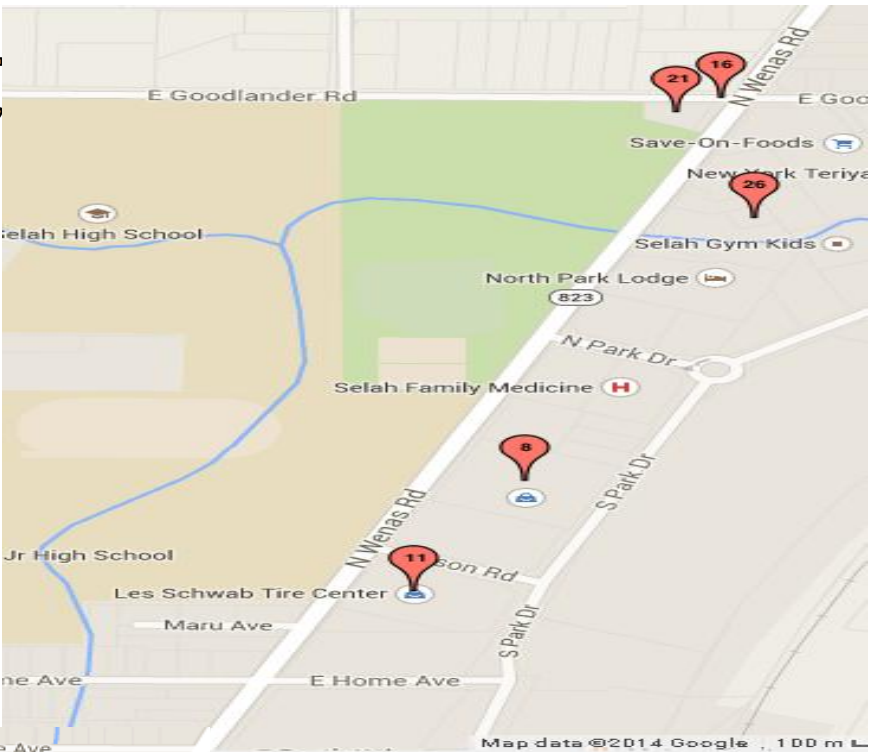 16
21
N Wenas Rd
E Goodlander Rd
E Goo
Save-On-Foods
New York Teriya
26
elah High School
Selah Gym Kids
North Park Lodge
823
N Park Dr
Selah Family Medicine
H
8
S Park Dr
N Wenas Rd
Jr High School
11
son Rd
Les Schwab Tire Center
Maru Ave
S Park Dr
ne Ave
E Home Ave
Ave
Map data ©2014 Google
100 m